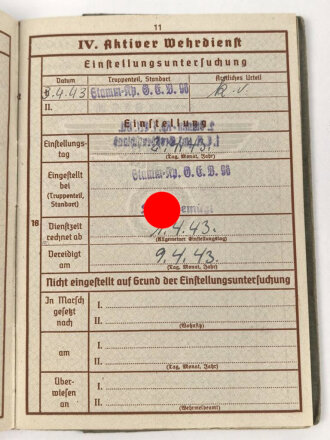 11
IV. Aktiver Wehrdienst
Einstellungsuntersuchung
Datum Truppenteil, Standort Ärztliches Urteil
I. .4.43 Stamm-Kp. G.E.B. 98 k.v.
II.
Einstellung
Einstellungs-
tag
(Tag, Monat, Jahr)
Eingestellt
bei
(Truppenteil,
Standort)
Stamm-Kp. G.E.B. 98
16
Dienstzeit
rechnet ab
1.4.43.
(Allgemeiner Einstellungstag)
Vereidigt
am
9.4.43.
(Tag, Monat, Jahr)
Nicht eingestellt auf Grund der Einstellungsuntersuchung
In Marsch
gesetzt
nach
I.
II.
(Wohnsitz)
am
I.
II.
(Tag, Monat, Jahr)
Über-
wiesen
an
I.
II.
(Wehrmeldeamt)